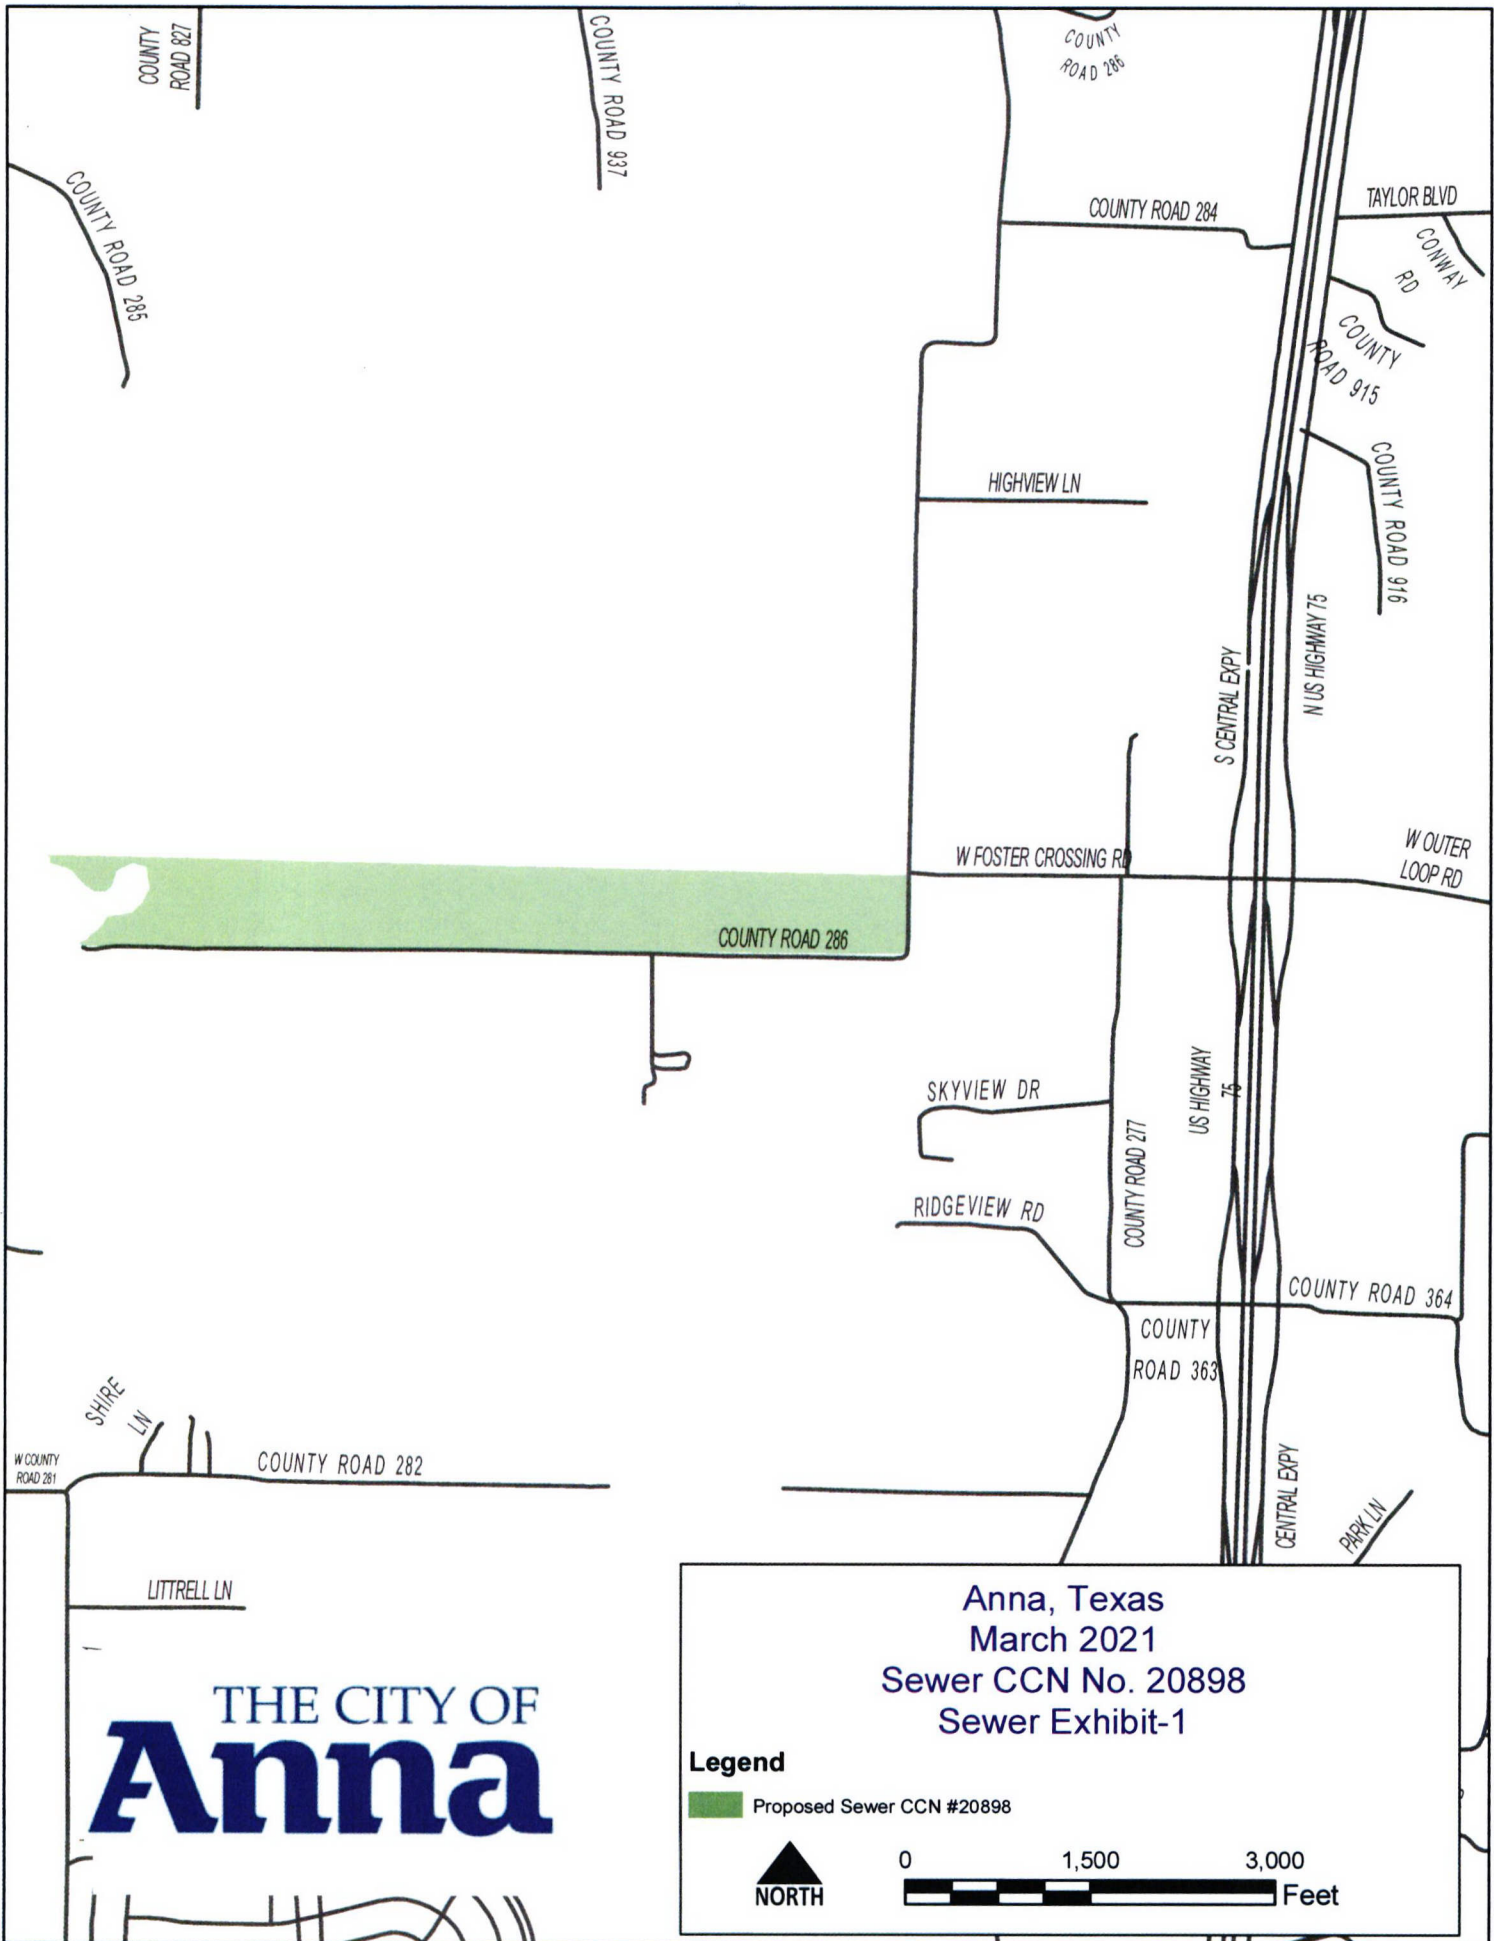 COUNTY
ROAD 827
COUNTY ROAD 937
COUNTY
ROAD 286
COUNTY ROAD 285
COUNTY ROAD 284
TAYLOR BLVD
CONWAY
RD
COUNTY
ROAD 915
HIGHVIEW LN
COUNTY ROAD 916
S CENTRAL EXPY
N US HIGHWAY 75
W FOSTER CROSSING RD
W OUTER
LOOP RD
COUNTY ROAD 286
SKYVIEW DR
US HIGHWAY
75
COUNTY ROAD 277
RIDGEVIEW RD
COUNTY ROAD 364
COUNTY
ROAD 363
SHIRE
LN
W COUNTY
ROAD 281
COUNTY ROAD 282
CENTRAL EXPY
PARK LN
LITTRELL LN
THE CITY OF
Anna
Anna, Texas
March 2021
Sewer CCN No. 20898
Sewer Exhibit-1
Legend
Proposed Sewer CCN #20898
NORTH
0 1,500 3,000
Feet